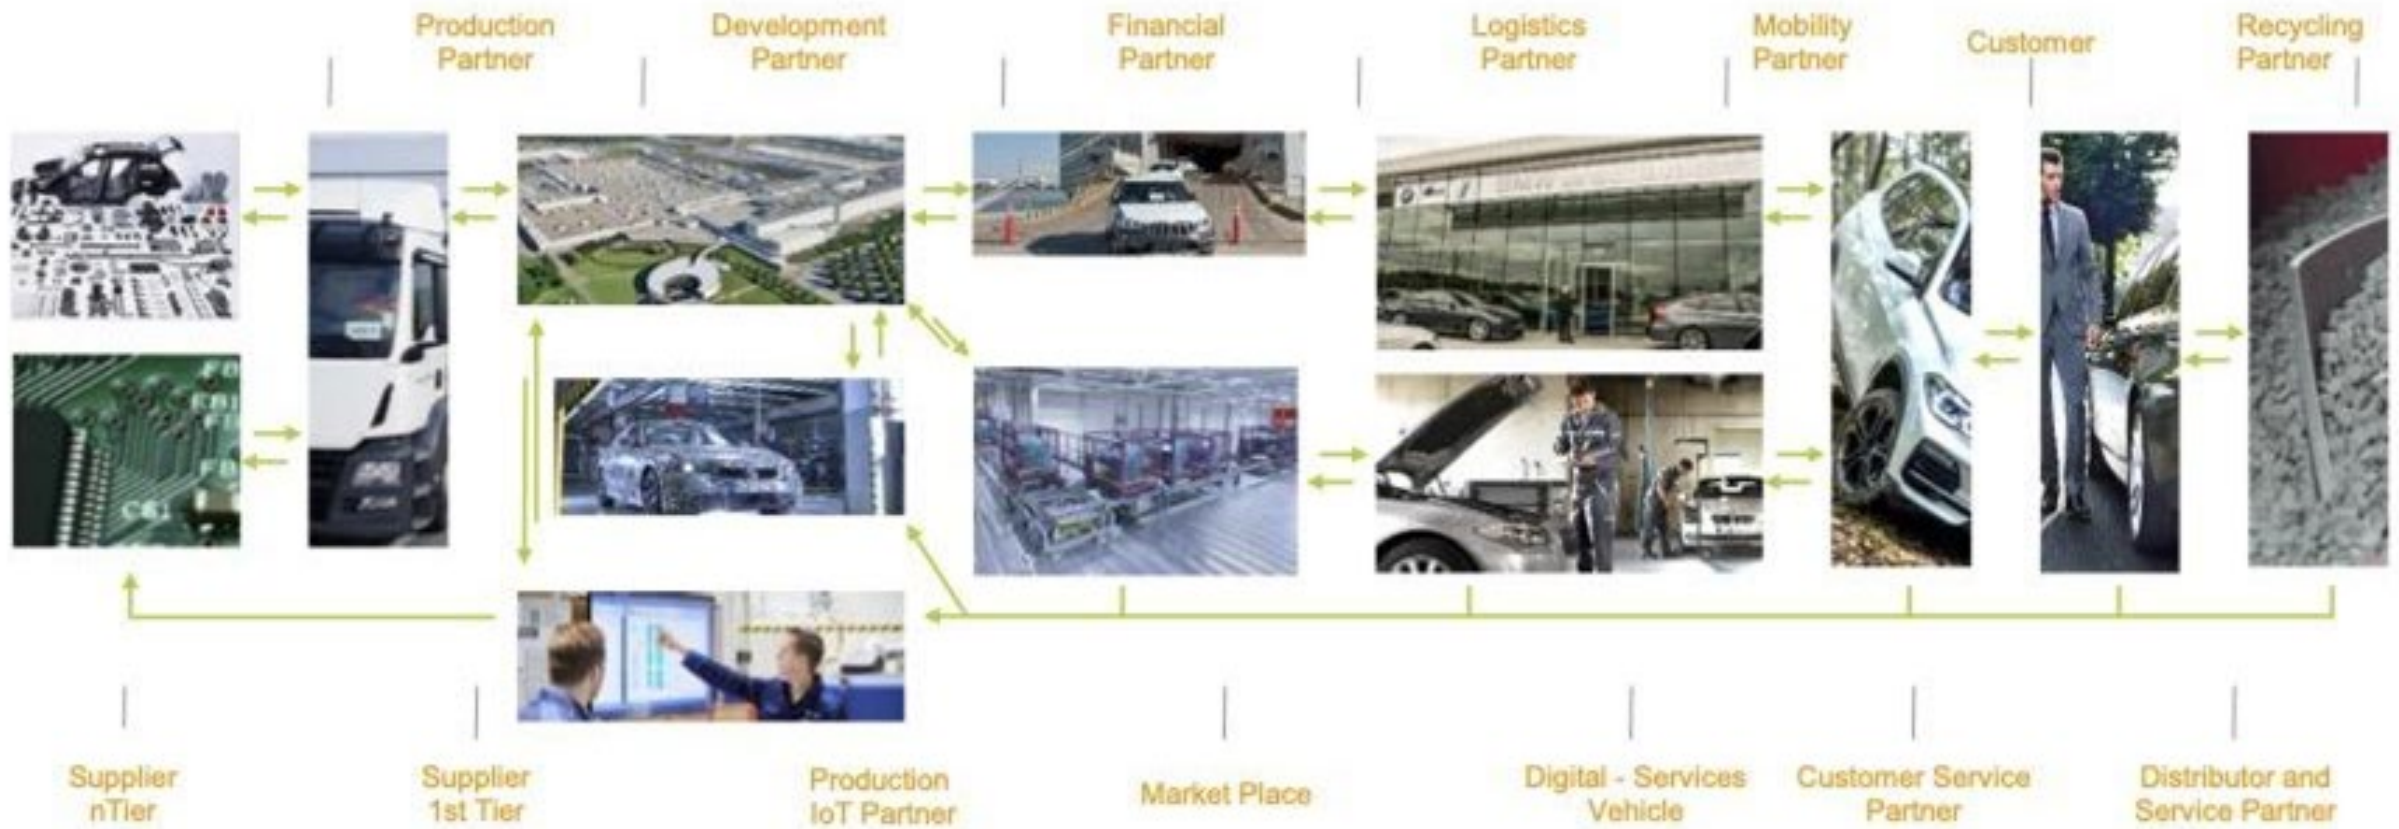 Production
Partner
Development
Partner
Financial
Partner
Logistics
Partner
Mobility
Partner
Customer
Recycling
Partner
Supplier
nTier
Supplier
1st Tier
Production
IoT Partner
Market Place
Digital - Services
Vehicle
Customer Service
Partner
Distributor and
Service Partner